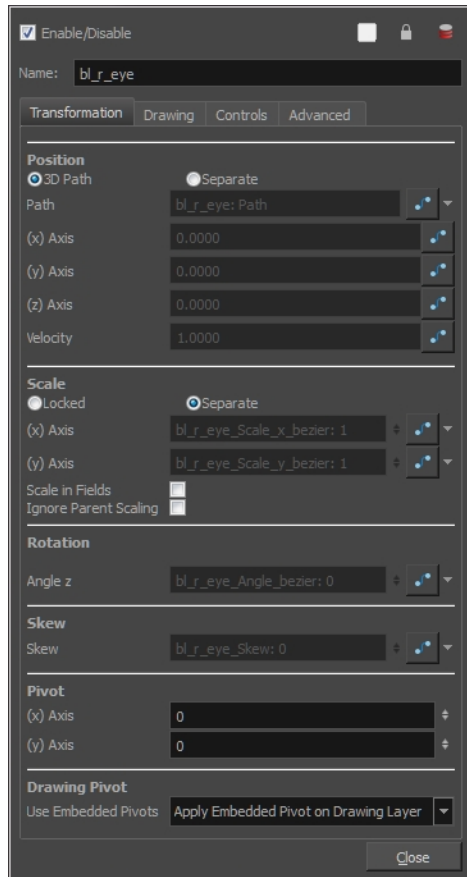 Enable/Disable
Name: bl_r_eye
Transformation Drawing Controls Advanced
Position
3D Path Separate
Path bl_r_eye: Path
(x) Axis 0.0000
(y) Axis 0.0000
(z) Axis 0.0000
Velocity 1.0000
Scale
Locked Separate
(x) Axis bl_r_eye_Scale_x_bezier: 1
(y) Axis bl_r_eye_Scale_y_bezier: 1
Scale in Fields
Ignore Parent Scaling
Rotation
Angle z bl_r_eye_Angle_bezier: 0
Skew
Skew bl_r_eye_Skew: 0
Pivot
(x) Axis 0
(y) Axis 0
Drawing Pivot
Use Embedded Pivots Apply Embedded Pivot on Drawing Layer
Close